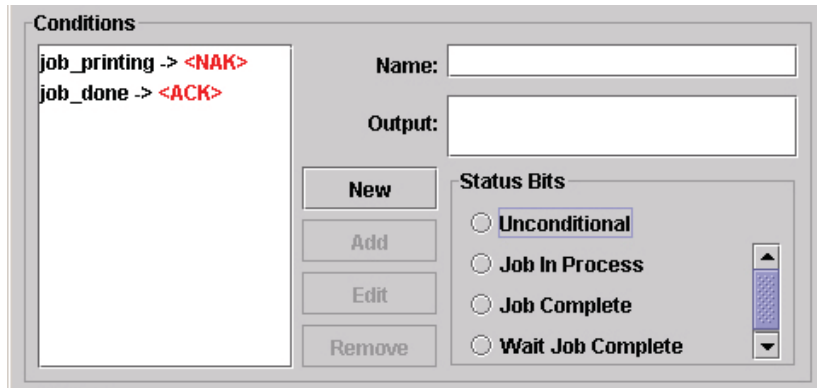 Conditions
job_printing -> <NAK>
job_done -> <ACK>
Name:
Output:
New
Add
Edit
Remove
Status Bits
Unconditional
Job In Process
Job Complete
Wait Job Complete